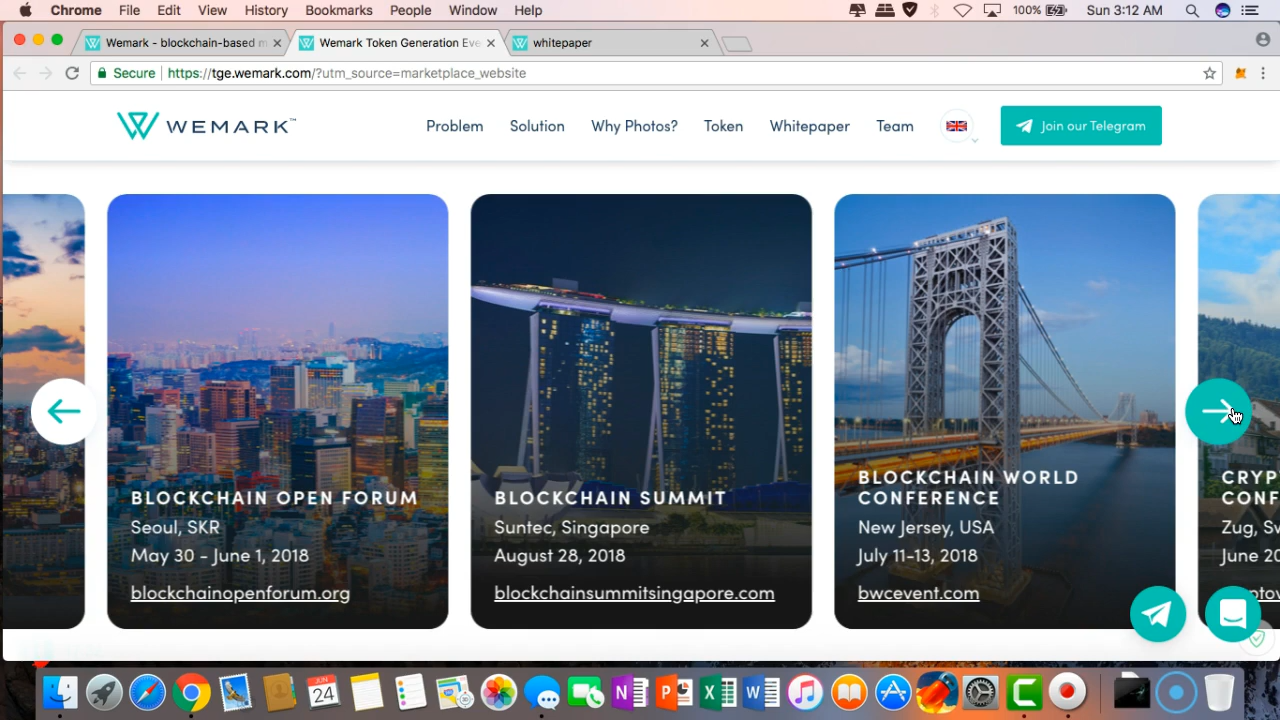 Chrome File Edit View History Bookmarks People Window Help 100% Sun 3:12 AM
Wemark - blockchain-based m
Wemark Token Generation Eve
whitepaper
Secure https://tge.wemark.com/?utm_source=marketplace_website
WEMARK™ Problem Solution Why Photos? Token Whitepaper Team Join our Telegram
BLOCKCHAIN OPEN FORUM
Seoul, SKR
May 30 - June 1, 2018
blockchainopenforum.org
BLOCKCHAIN SUMMIT
Suntec, Singapore
August 28, 2018
blockchainsummitsingapore.com
BLOCKCHAIN WORLD
CONFERENCE
New Jersey, USA
July 11-13, 2018
bwcevent.com
CRYP
CONF
Zug, Sw
June 20
JUN
24
N P X W C